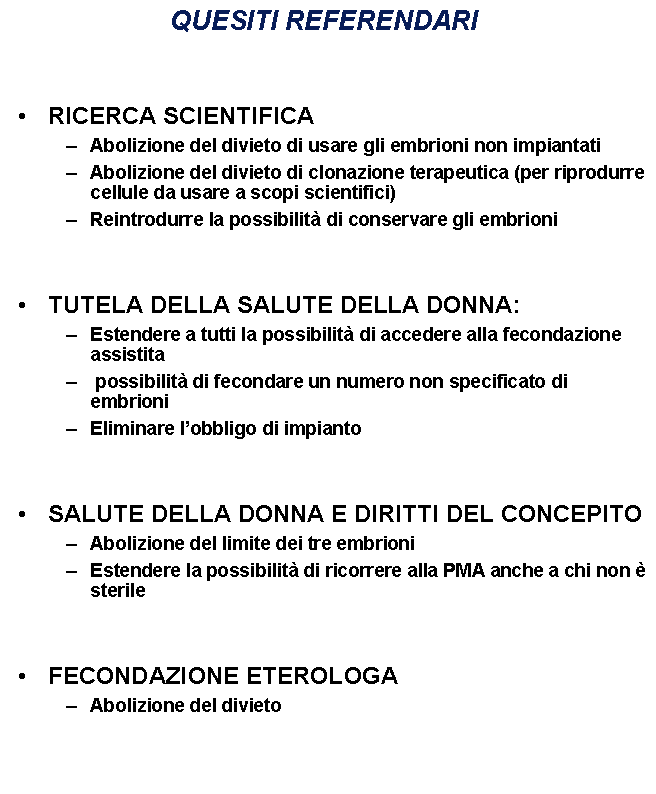 QUESITI REFERENDARI
• RICERCA SCIENTIFICA
– Abolizione del divieto di usare gli embrioni non impiantati
– Abolizione del divieto di clonazione terapeutica (per riprodurre
cellule da usare a scopi scientifici)
– Reintrodurre la possibilità di conservare gli embrioni
• TUTELA DELLA SALUTE DELLA DONNA:
– Estendere a tutti la possibilità di accedere alla fecondazione
assistita
– possibilità di fecondare un numero non specificato di
embrioni
– Eliminare l’obbligo di impianto
• SALUTE DELLA DONNA E DIRITTI DEL CONCEPITO
– Abolizione del limite dei tre embrioni
– Estendere la possibilità di ricorrere alla PMA anche a chi non è
sterile
• FECONDAZIONE ETEROLOGA
– Abolizione del divieto